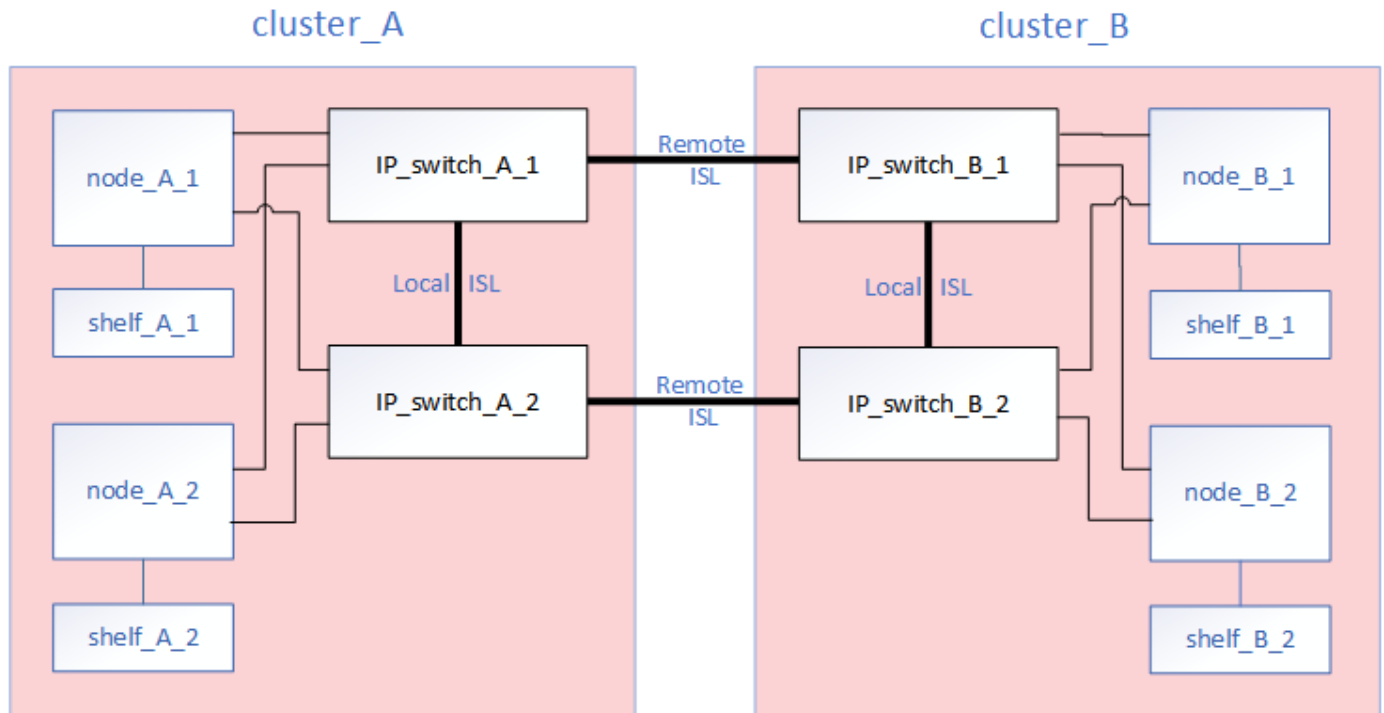 cluster_A
cluster_B
node_A_1
IP_switch_A_1
Remote
ISL
IP_switch_B_1
node_B_1
Local ISL
Local ISL
shelf_A_1
shelf_B_1
IP_switch_A_2
Remote
ISL
IP_switch_B_2
node_A_2
node_B_2
shelf_A_2
shelf_B_2